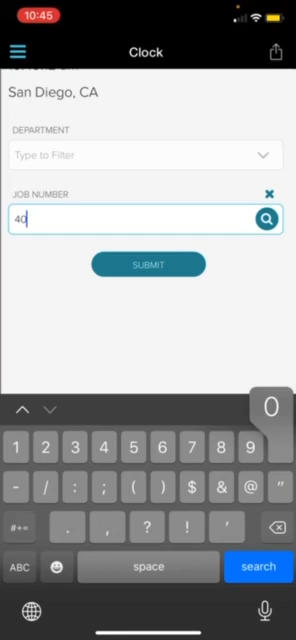 10:45
Clock
San Diego, CA
DEPARTMENT
Type to Filter
JOB NUMBER
40
SUBMIT
0
1 2 3 4 5 6 7 8 9
- / : ; ( ) $ & @ "
#+= . , ? ! '
ABC space search